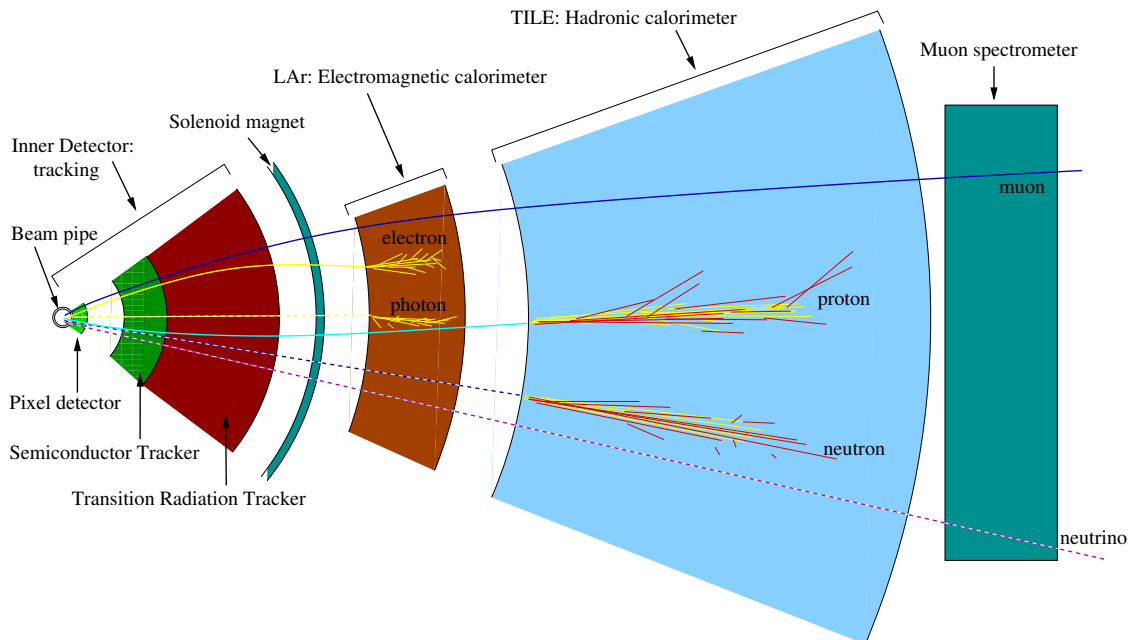 TILE: Hadronic calorimeter
Muon spectrometer
LAr: Electromagnetic calorimeter
Solenoid magnet
Inner Detector:
tracking
Beam pipe
muon
electron
photon
proton
Pixel detector
Semiconductor Tracker
neutron
Transition Radiation Tracker
neutrino